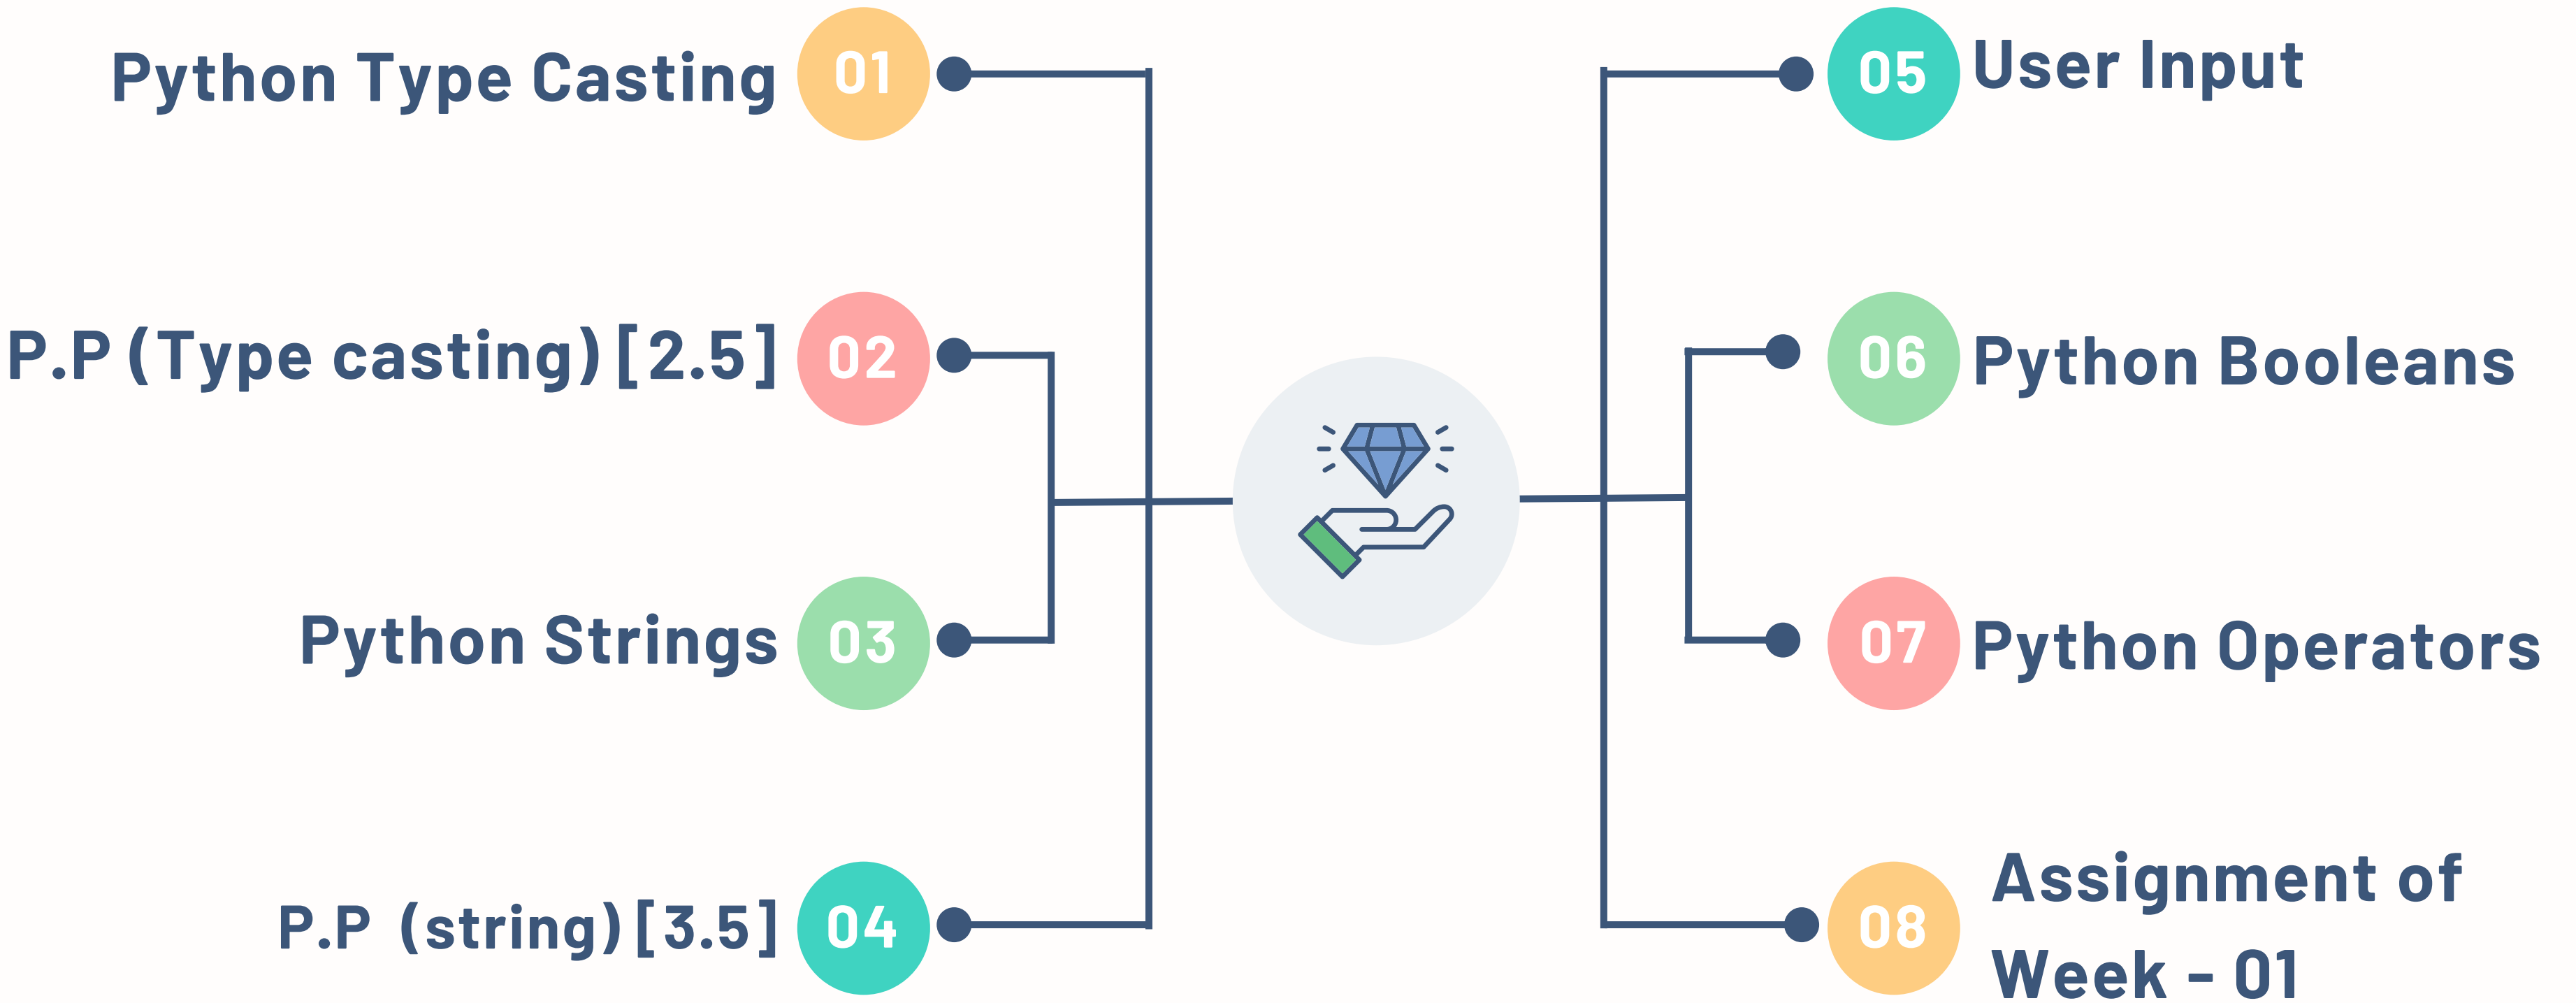 Python Type Casting
01
P.P (Type casting) [2.5]
02
Python Strings
03
P.P (string) [3.5]
04
05
User Input
06
Python Booleans
07
Python Operators
08
Assignment of
Week - 01